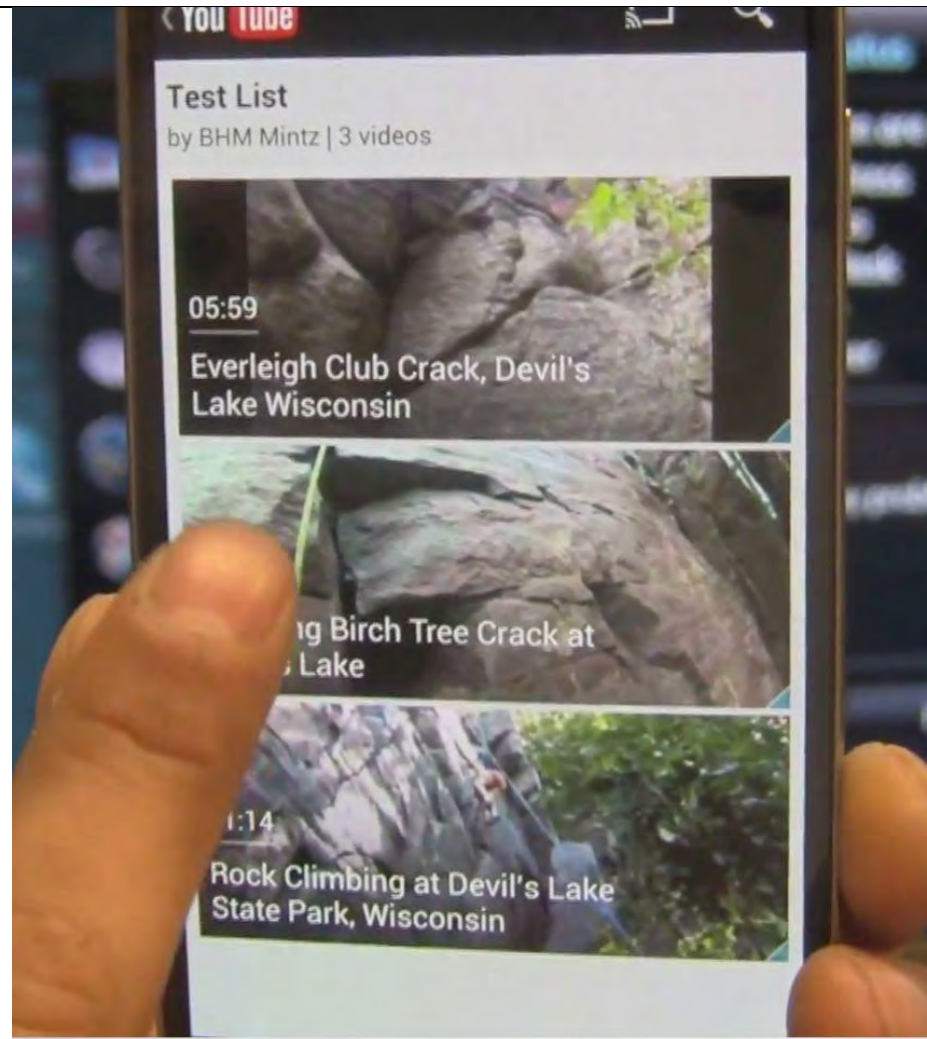 YouTube
Test List
by BHM Mintz | 3 videos
05:59
Everleigh Club Crack, Devil's
Lake Wisconsin
Birch Tree Crack at
Lake
:14
Rock Climbing at Devil's Lake
State Park, Wisconsin